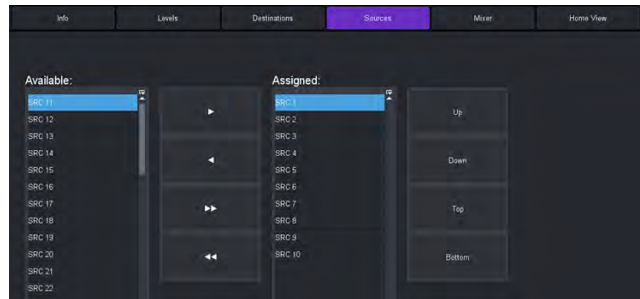 Info
Levels
Destinations
Sources
Mixer
Home View
Available:
SRC 11
SRC 12
SRC 13
SRC 14
SRC 15
SRC 16
SRC 17
SRC 18
SRC 19
SRC 20
SRC 21
SRC 22
Assigned:
SRC 1
SRC 2
SRC 3
SRC 4
SRC 5
SRC 6
SRC 7
SRC 8
SRC 9
SRC 10
Up
Down
Top
Bottom